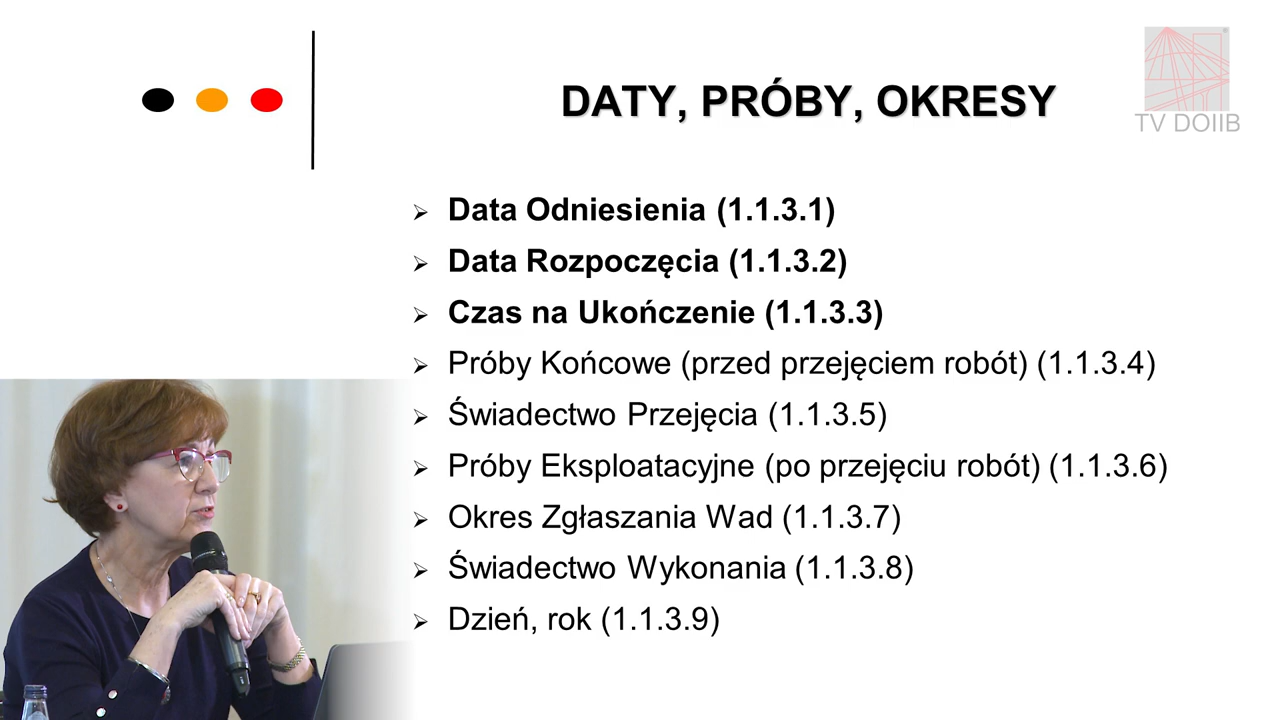 DATY, PRÓBY, OKRESY
TV DOIIB
Data Odniesienia (1.1.3.1)
Data Rozpoczęcia (1.1.3.2)
Czas na Ukończenie (1.1.3.3)
Próby Końcowe (przed przejęciem robót) (1.1.3.4)
Świadectwo Przejęcia (1.1.3.5)
Próby Eksploatacyjne (po przejęciu robót) (1.1.3.6)
Okres Zgłaszania Wad (1.1.3.7)
Świadectwo Wykonania (1.1.3.8)
Dzień, rok (1.1.3.9)